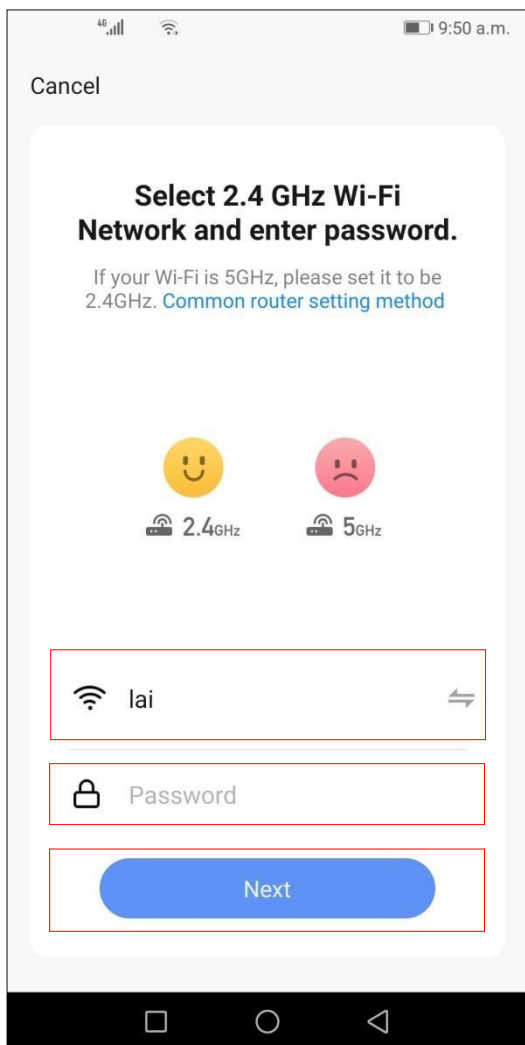 4G 9:50 a.m.
Cancel
Select 2.4 GHz Wi-Fi
Network and enter password.
If your Wi-Fi is 5GHz, please set it to be
2.4GHz. Common router setting method
2.4GHz 5GHz
lai
Password
Next